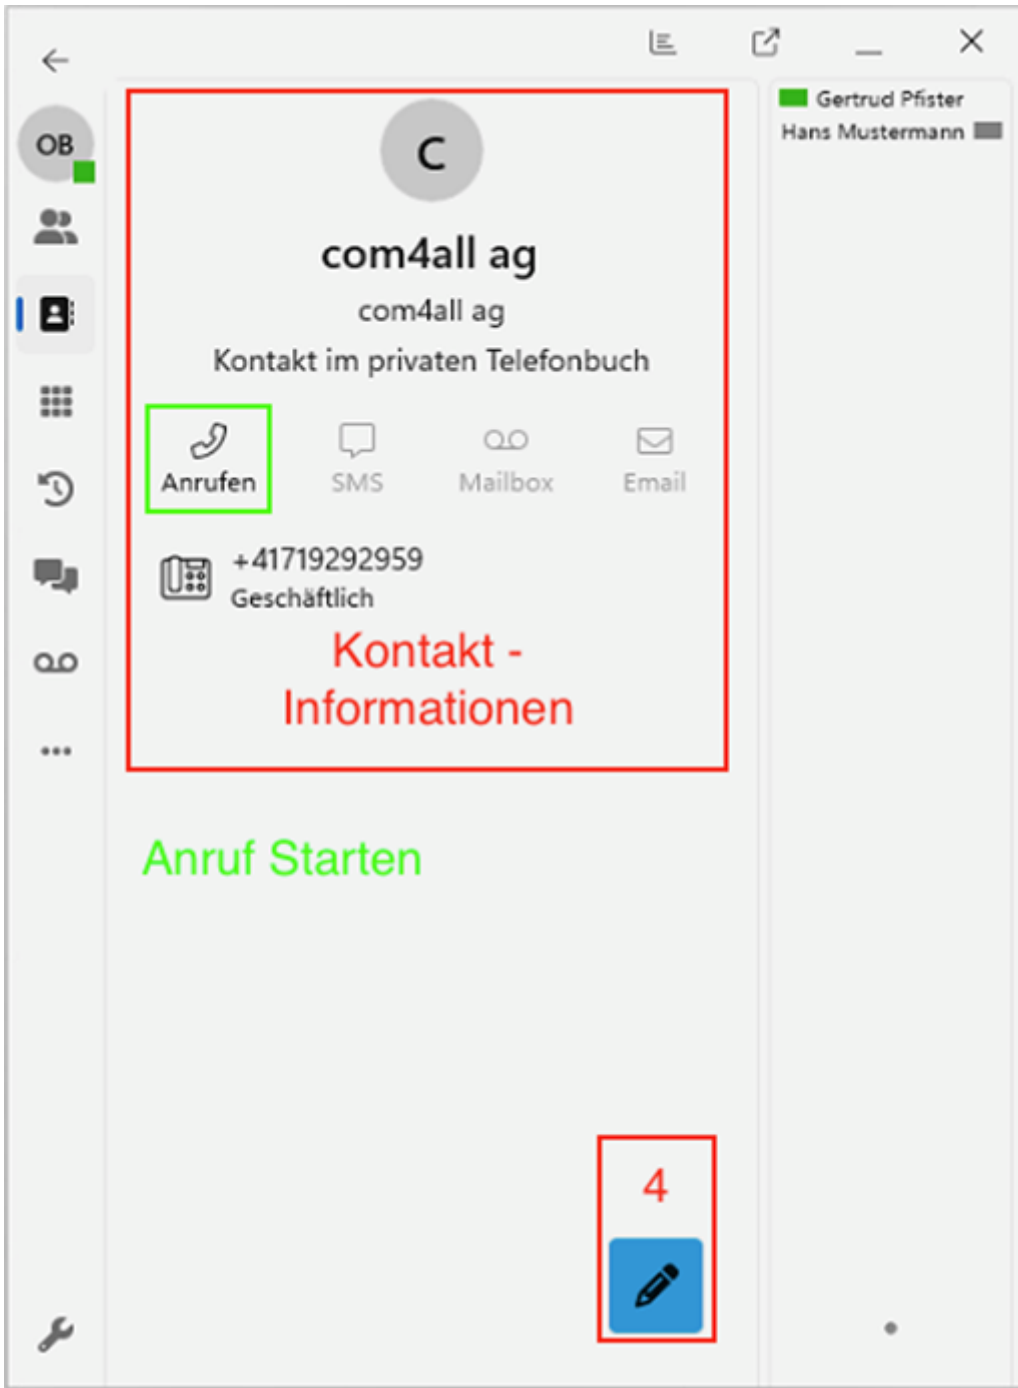 OB
C
com4all ag
com4all ag
Kontakt im privaten Telefonbuch
Anrufen
SMS
Mailbox
Email
+41719292959
Geschäftlich
Kontakt -
Informationen
Anruf Starten
4
Gertrud Pfister
Hans Mustermann